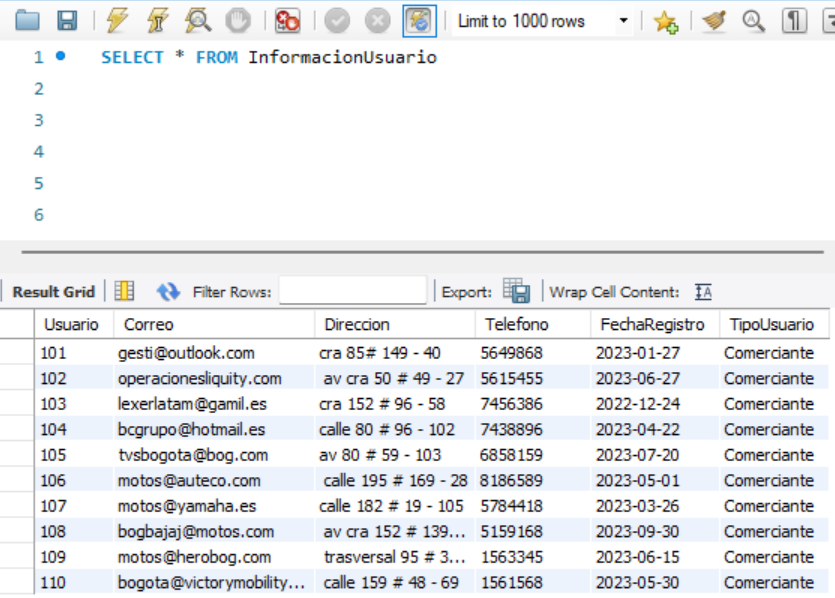 Limit to 1000 rows
1 SELECT * FROM InformacionUsuario
2
3
4
5
6
Result Grid Filter Rows: Export: Wrap Cell Content: IA
Usuario Correo Direccion Telefono FechaRegistro TipoUsuario
101 gesti@outlook.com cra 85# 149 - 40 5649868 2023-01-27 Comerciante
102 operacionesliquity.com av cra 50 # 49 - 27 5615455 2023-06-27 Comerciante
103 lexerlatam@gamil.es cra 152 # 96 - 58 7456386 2022-12-24 Comerciante
104 bcgrupo@hotmail.es calle 80 # 96 - 102 7438896 2023-04-22 Comerciante
105 tvsbogota@bog.com av 80 # 59 - 103 6858159 2023-07-20 Comerciante
106 motos@auteco.com calle 195 # 169 - 28 8186589 2023-05-01 Comerciante
107 motos@yamaha.es calle 182 # 19 - 105 5784418 2023-03-26 Comerciante
108 bogbajaj@motos.com av cra 152 # 139... 5159168 2023-09-30 Comerciante
109 motos@herobog.com trasversal 95 # 3... 1563345 2023-06-15 Comerciante
110 bogota@victorymobility... calle 159 # 48 - 69 1561568 2023-05-30 Comerciante